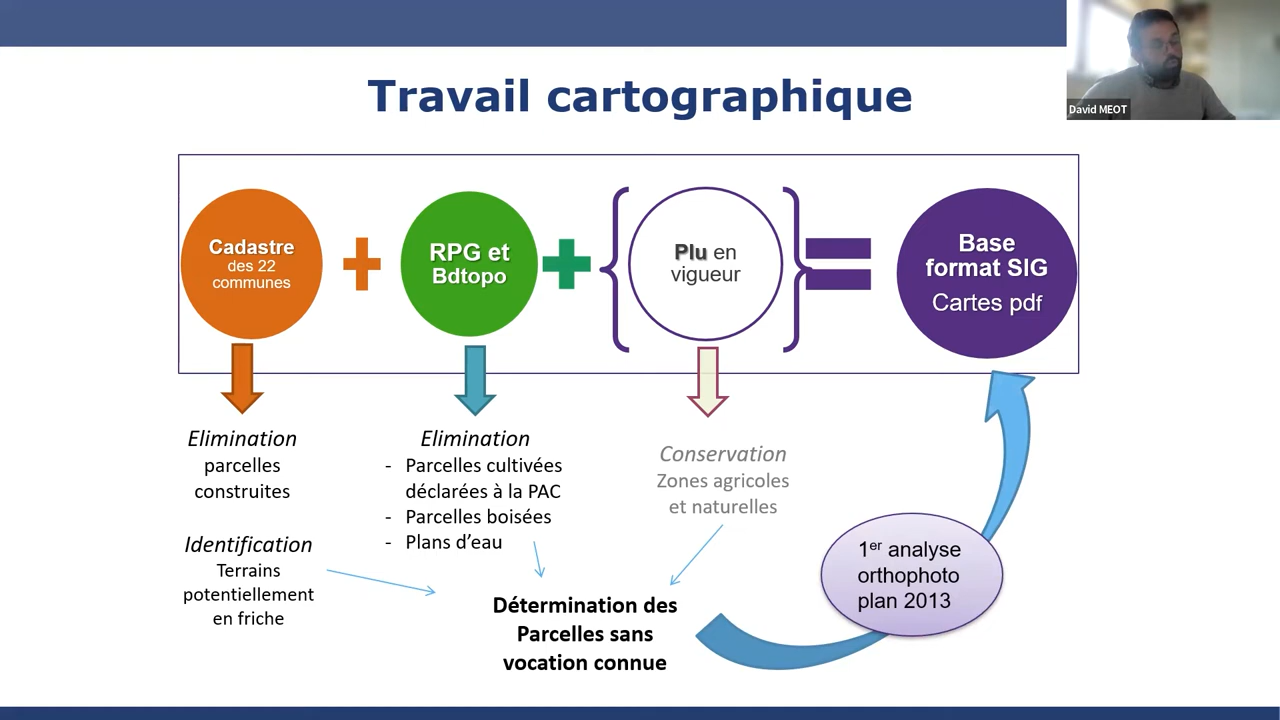 Travail cartographique
David MEOT
Cadastre
des 22
communes
RPG et
Bdtopo
Plu en
vigueur
Base
format SIG
Cartes pdf
Elimination
parcelles
construites
Identification
Terrains
potentiellement
en friche
Elimination
- Parcelles cultivées
déclarées à la PAC
- Parcelles boisées
- Plans d’eau
Conservation
Zones agricoles
et naturelles
Détermination des
Parcelles sans
vocation connue
1er analyse
orthophoto
plan 2013